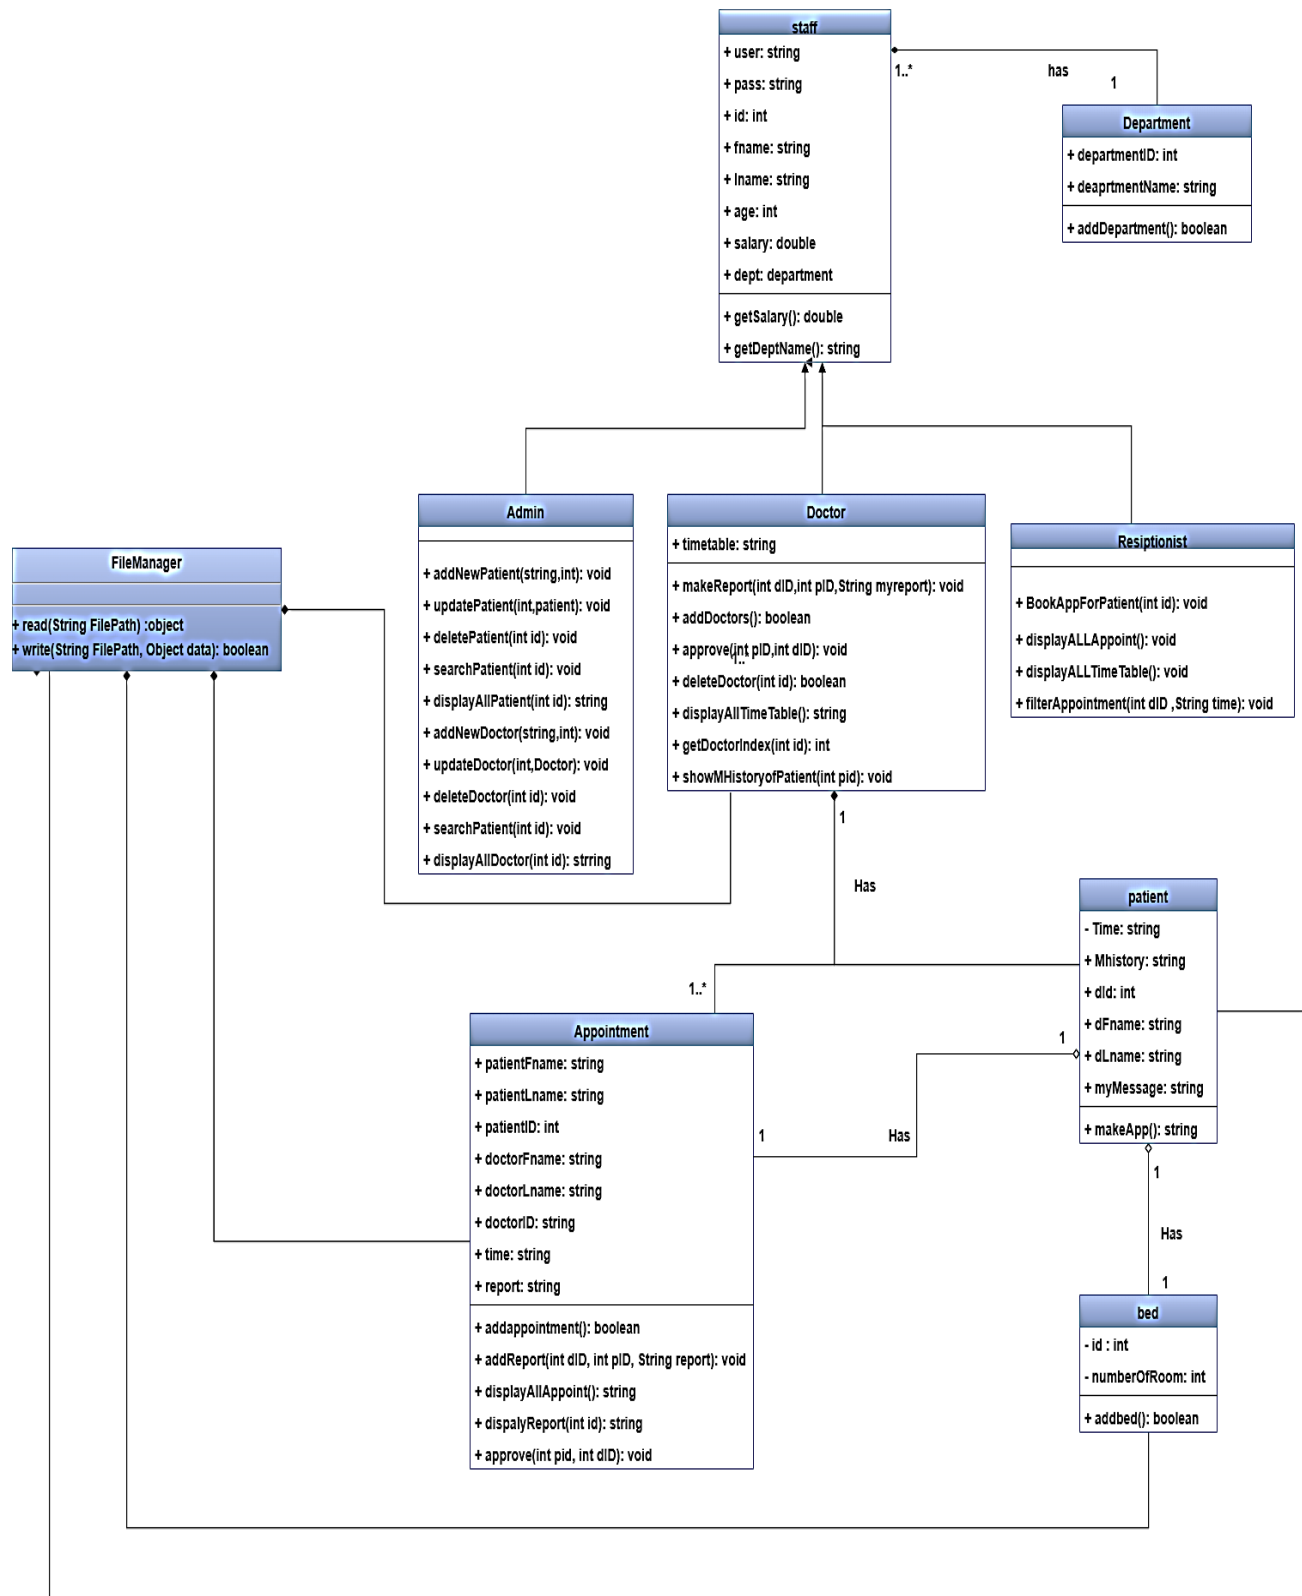 staff
+ user: string
+ pass: string
+ id: int
+ fname: string
+ lname: string
+ age: int
+ salary: double
+ dept: department
+ getSalary(): double
+ getDeptName(): string
1..*
has
1
Department
+ departmentID: int
+ deaprtmentName: string
+ addDepartment(): boolean
Admin
+ addNewPatient(string,int): void
+ updatePatient(int,patient): void
+ deletePatient(int id): void
+ searchPatient(int id): void
+ displayAllPatient(int id): string
+ addNewDoctor(string,int): void
+ updateDoctor(int,Doctor): void
+ deleteDoctor(int id): void
+ searchPatient(int id): void
+ displayAllDoctor(int id): strring
Doctor
+ timetable: string
+ makeReport(int dID,int pID,String myreport): void
+ addDoctors(): boolean
+ approve(int pID,int dID): void
1..
+ deleteDoctor(int id): boolean
+ displayAllTimeTable(): string
+ getDoctorIndex(int id): int
+ showMHistoryofPatient(int pid): void
Resiptionist
+ BookAppForPatient(int id): void
+ displayALLAppoint(): void
+ displayALLTimeTable(): void
+ filterAppointment(int dID ,String time): void
FileManager
+ read(String FilePath) :object
+ write(String FilePath, Object data): boolean
1
Has
1..*
patient
- Time: string
+ Mhistory: string
+ dId: int
+ dFname: string
+ dLname: string
+ myMessage: string
+ makeApp(): string
Appointment
+ patientFname: string
+ patientLname: string
+ patientID: int
+ doctorFname: string
+ doctorLname: string
+ doctorID: string
+ time: string
+ report: string
+ addappointment(): boolean
+ addReport(int dID, int pID, String report): void
+ displayAllAppoint(): string
+ dispalyReport(int id): string
+ approve(int pid, int dID): void
1
Has
1
1
Has
1
bed
- id : int
- numberOfRoom: int
+ addbed(): boolean